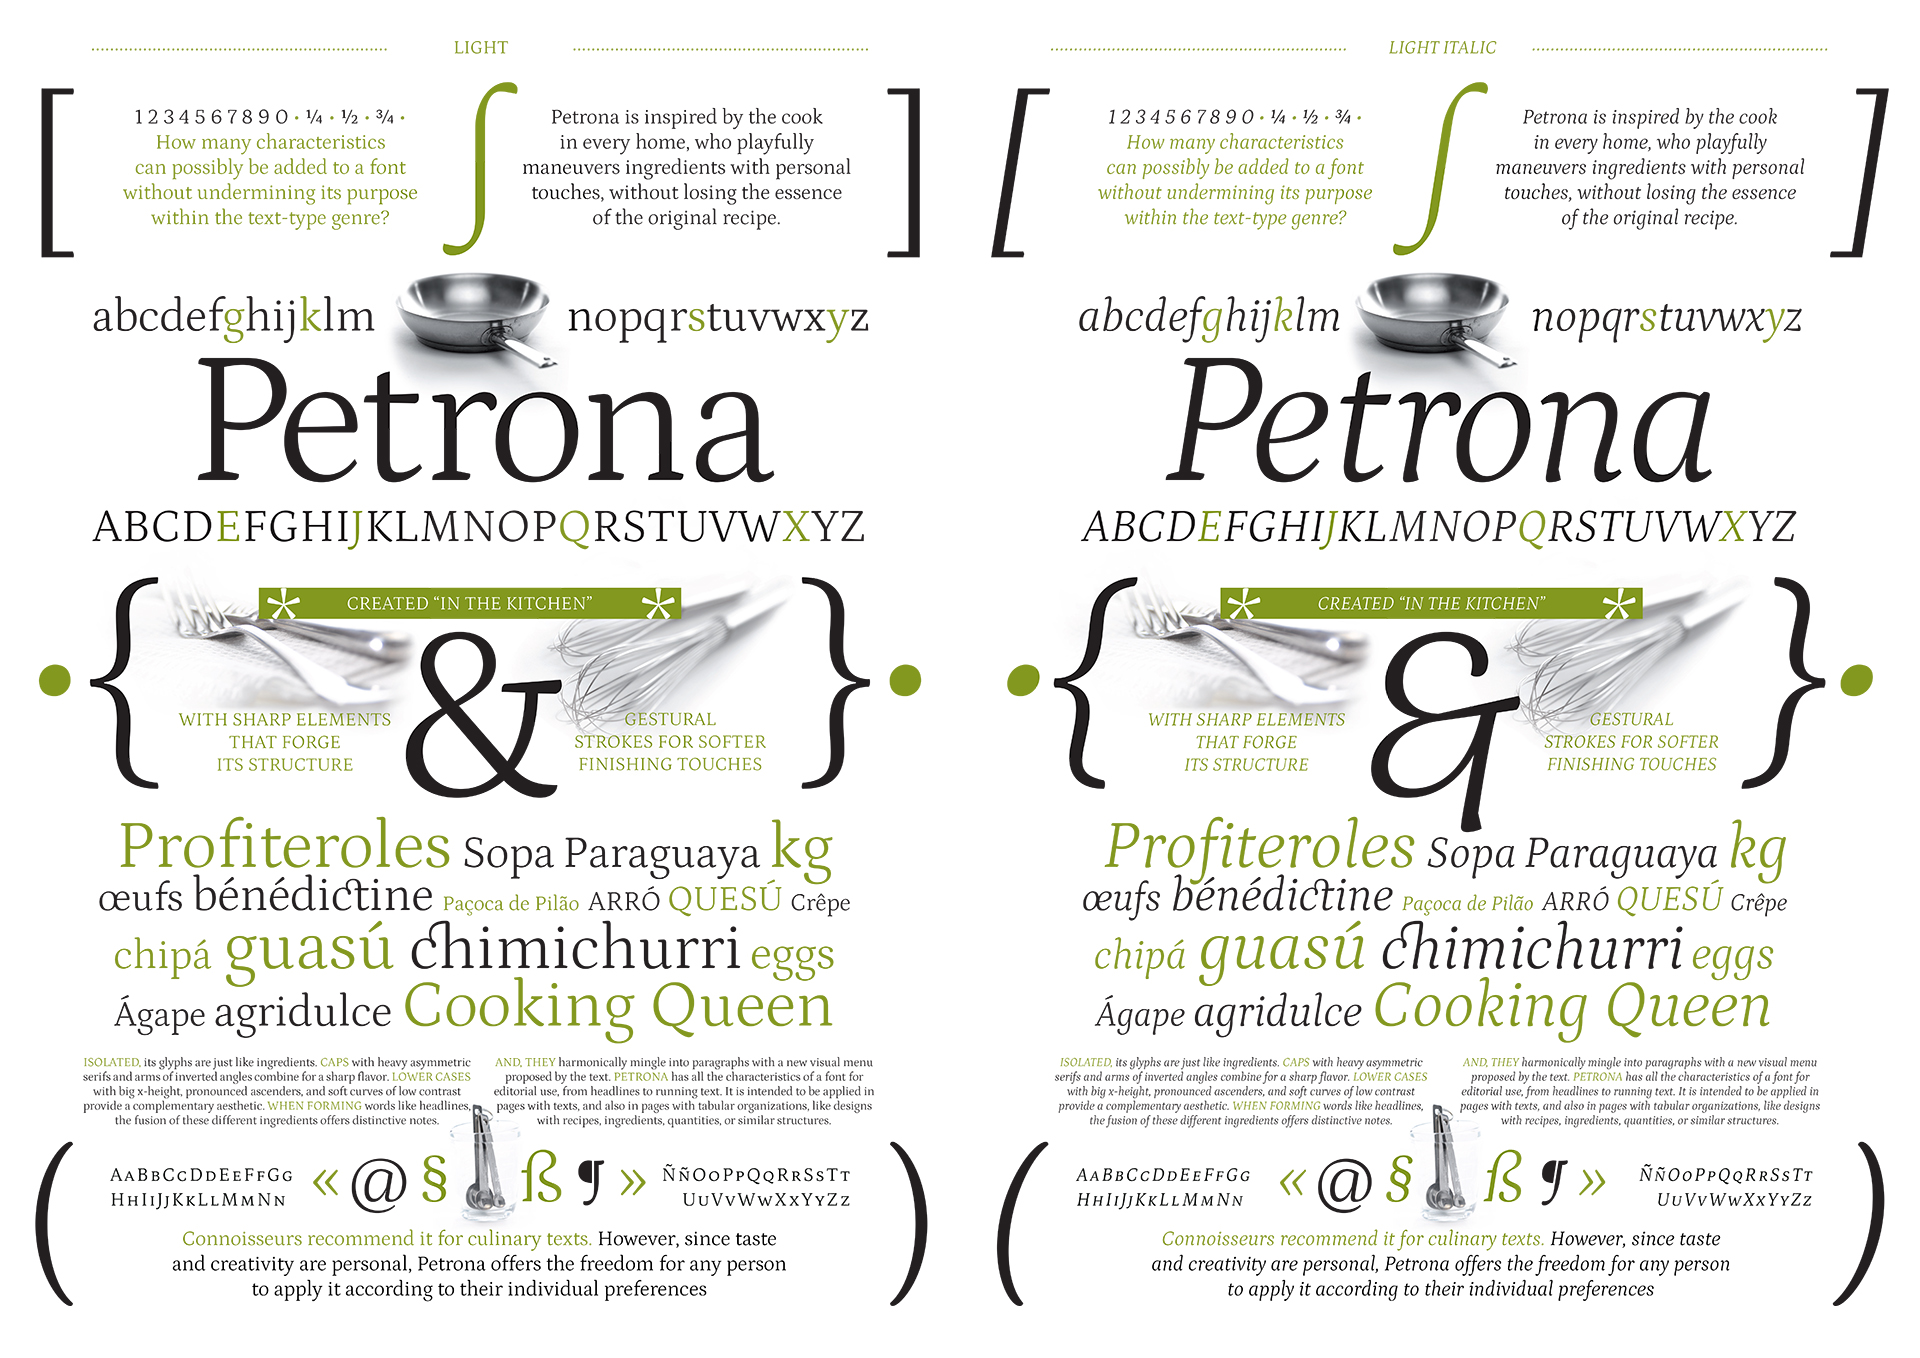 LIGHT
1 2 3 4 5 6 7 8 9 0 • ¼ • ½ • ¾ •
How many characteristics
can possibly be added to a font
without undermining its purpose
within the text-type genre?
∫
Petrona is inspired by the cook
in every home, who playfully
maneuvers ingredients with personal
touches, without losing the essence
of the original recipe.
abcdefghijklm nopqrstuvwxyz
Petrona
ABCDEFGHIJKLMNOPQRSTUVWXYZ
* CREATED “IN THE KITCHEN” *
{ & }
WITH SHARP ELEMENTS
THAT FORGE
ITS STRUCTURE
GESTURAL
STROKES FOR SOFTER
FINISHING TOUCHES
Profiteroles Sopa Paraguaya kg
œufs bénédictine Paçoca de Pilão ARRÓ QUESÚ Crêpe
chipá guasú chimichurri eggs
Ágape agridulce Cooking Queen
ISOLATED, its glyphs are just like ingredients. CAPS with heavy asymmetric
serifs and arms of inverted angles combine for a sharp flavor. LOWER CASES
with big x-height, pronounced ascenders, and soft curves of low contrast
provide a complementary aesthetic. WHEN FORMING words like headlines,
the fusion of these different ingredients offers distinctive notes.
AND, THEY harmonically mingle into paragraphs with a new visual menu
proposed by the text. PETRONA has all the characteristics of a font for
editorial use, from headlines to running text. It is intended to be applied in
pages with texts, and also in pages with tabular organizations, like designs
with recipes, ingredients, quantities, or similar structures.
AABBCCDDEEFFGG
HHIIJJKKLLMMNN
« @ § ß ¶ »
ÑñOOPPQQRRSSTT
UUVVWWXXYYZZ
Connoisseurs recommend it for culinary texts. However, since taste
and creativity are personal, Petrona offers the freedom for any person
to apply it according to their individual preferences
LIGHT ITALIC
1 2 3 4 5 6 7 8 9 0 • ¼ • ½ • ¾ •
How many characteristics
can possibly be added to a font
without undermining its purpose
within the text-type genre?
∫
Petrona is inspired by the cook
in every home, who playfully
maneuvers ingredients with personal
touches, without losing the essence
of the original recipe.
abcdefghijklm nopqrstuvwxyz
Petrona
ABCDEFGHIJKLMNOPQRSTUVWXYZ
* CREATED “IN THE KITCHEN” *
{ & }
WITH SHARP ELEMENTS
THAT FORGE
ITS STRUCTURE
GESTURAL
STROKES FOR SOFTER
FINISHING TOUCHES
Profiteroles Sopa Paraguaya kg
œufs bénédictine Paçoca de Pilão ARRÓ QUESÚ Crêpe
chipá guasú chimichurri eggs
Ágape agridulce Cooking Queen
ISOLATED, its glyphs are just like ingredients. CAPS with heavy asymmetric
serifs and arms of inverted angles combine for a sharp flavor. LOWER CASES
with big x-height, pronounced ascenders, and soft curves of low contrast
provide a complementary aesthetic. WHEN FORMING words like headlines,
the fusion of these different ingredients offers distinctive notes.
AND, THEY harmonically mingle into paragraphs with a new visual menu
proposed by the text. PETRONA has all the characteristics of a font for
editorial use, from headlines to running text. It is intended to be applied in
pages with texts, and also in pages with tabular organizations, like designs
with recipes, ingredients, quantities, or similar structures.
AABBCCDDEEFFGG
HHIIJJKKLLMMNN
« @ § ß ¶ »
ÑñOOPPQQRRSSTT
UUVVWWXXYYZZ
Connoisseurs recommend it for culinary texts. However, since taste
and creativity are personal, Petrona offers the freedom for any person
to apply it according to their individual preferences